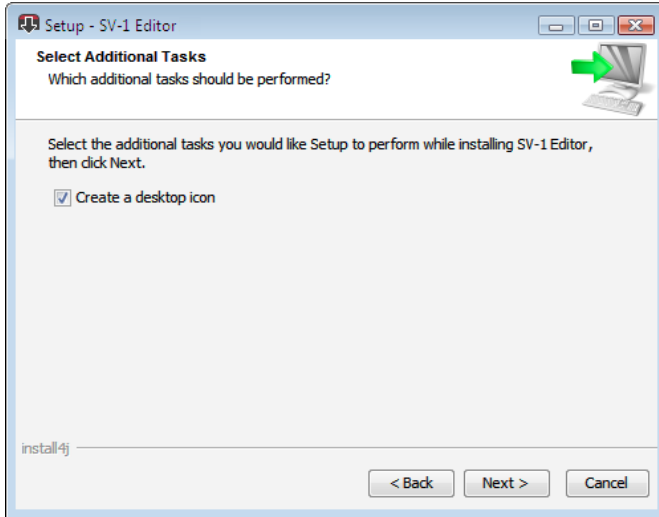 Setup - SV-1 Editor
Select Additional Tasks
Which additional tasks should be performed?
Select the additional tasks you would like Setup to perform while installing SV-1 Editor,
then click Next.
Create a desktop icon
install4j
< Back Next > Cancel